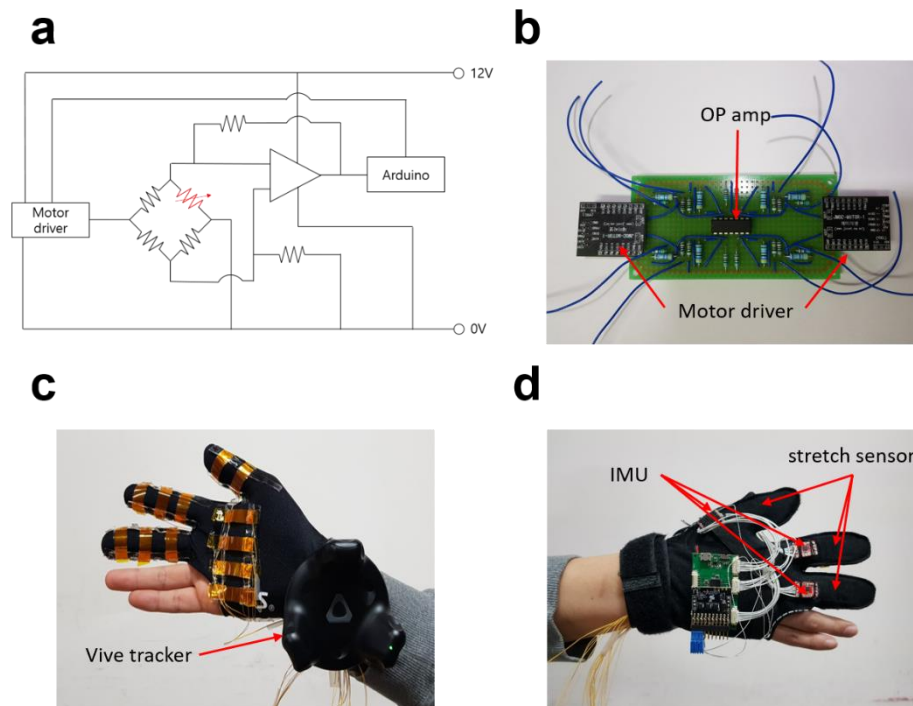 a
12V
Motor
driver
Arduino
0V
b
OP amp
Motor driver
c
S®
Vive tracker
d
stretch sensor
IMU